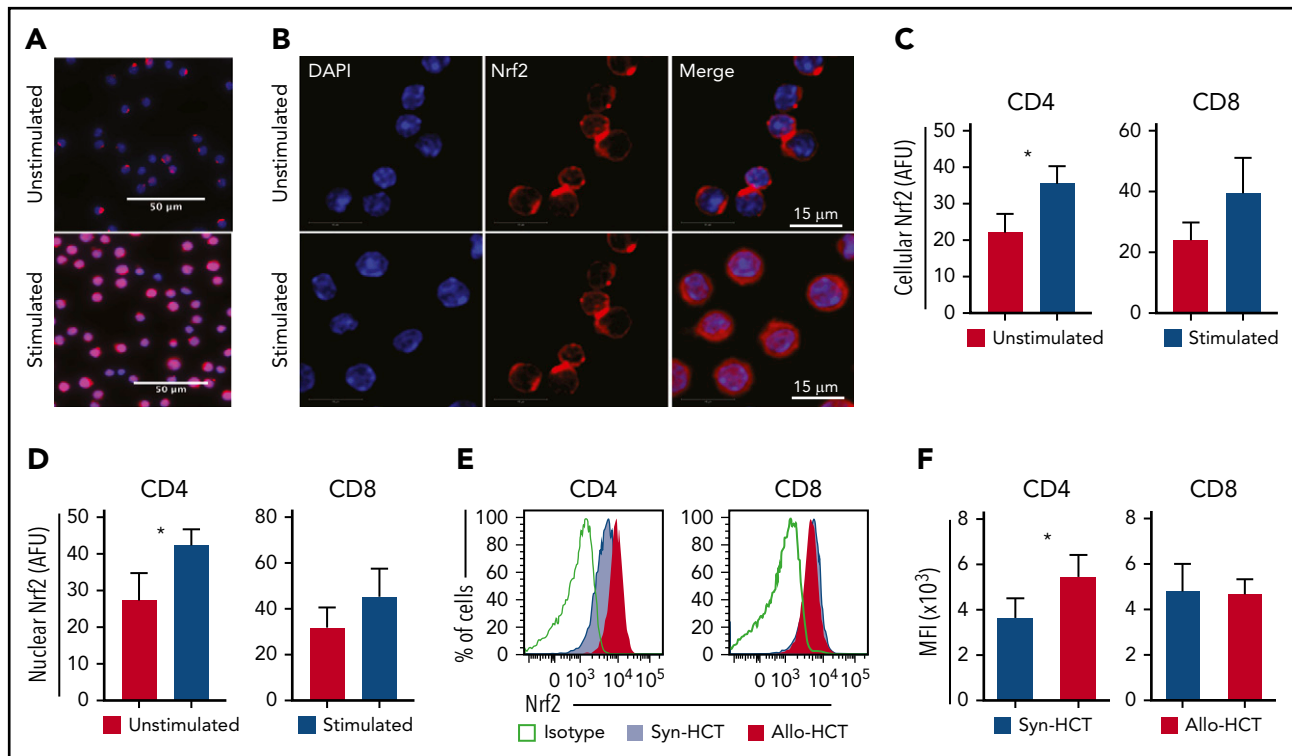 A
Unstimulated
50 μm
Stimulated
50 μm
B
DAPI
Nrf2
Merge
Unstimulated
15 μm
Stimulated
15 μm
C
CD4
CD8
Cellular Nrf2 (AFU)
50
40
30
20
10
0
*
60
40
20
0
Unstimulated
Stimulated
D
CD4
CD8
Nuclear Nrf2 (AFU)
50
40
30
20
10
0
*
80
60
40
20
0
Unstimulated
Stimulated
E
CD4
CD8
% of cells
100
80
60
40
20
0
0 10³ 10⁴ 10⁵
100
80
60
40
20
0
0 10³ 10⁴ 10⁵
Nrf2
Isotype
Syn-HCT
Allo-HCT
F
CD4
CD8
MFI (x10³)
8
6
4
2
0
*
8
6
4
2
0
Syn-HCT
Allo-HCT